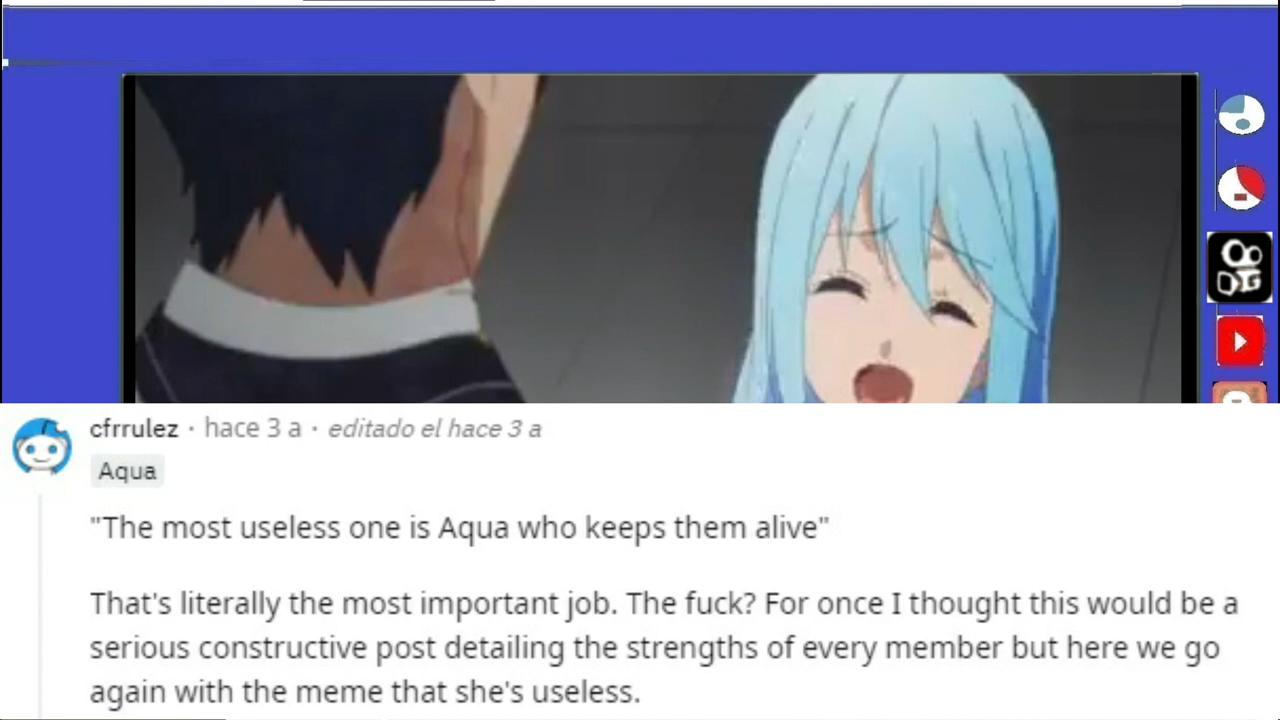 cfrrulez · hace 3 a · editado el hace 3 a
Aqua
"The most useless one is Aqua who keeps them alive"
That's literally the most important job. The fuck? For once I thought this would be a
serious constructive post detailing the strengths of every member but here we go
again with the meme that she's useless.